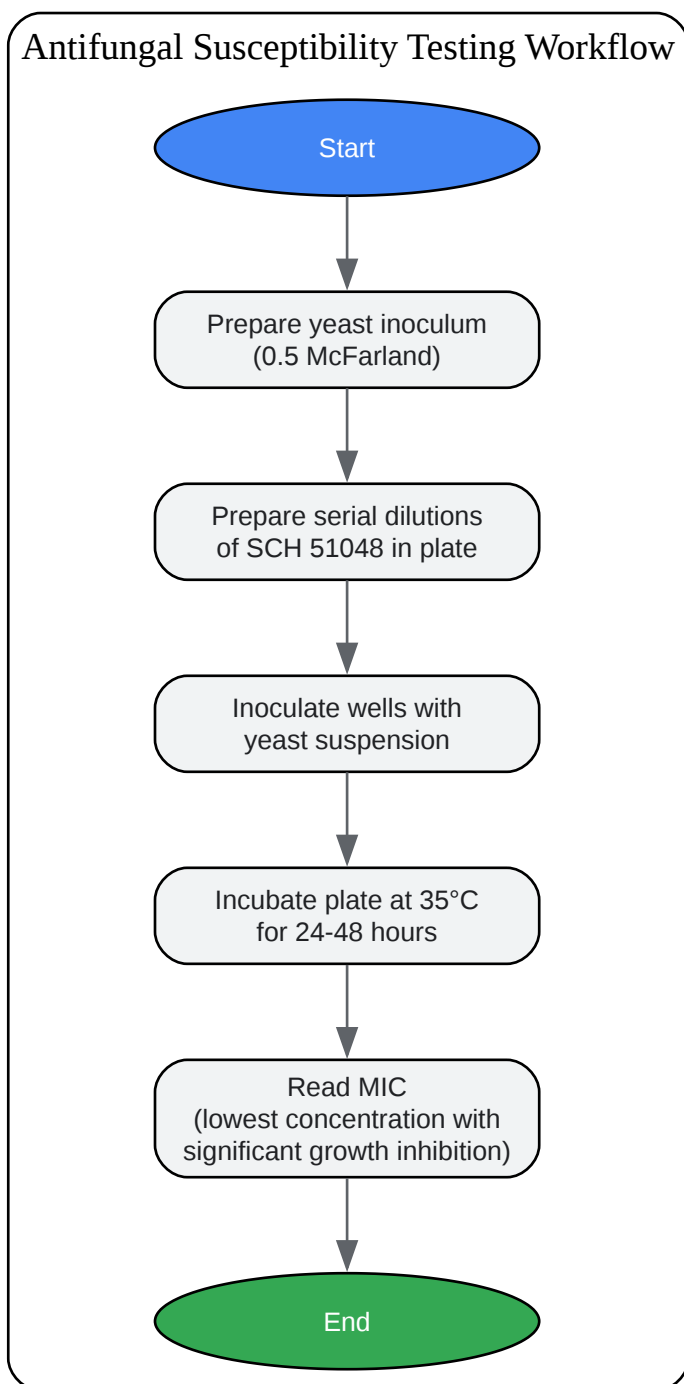 Antifungal Susceptibility Testing Workflow
Start
Prepare yeast inoculum
(0.5 McFarland)
Prepare serial dilutions
of SCH 51048 in plate
Inoculate wells with
yeast suspension
Incubate plate at 35°C
for 24-48 hours
Read MIC
(lowest concentration with
significant growth inhibition)
End